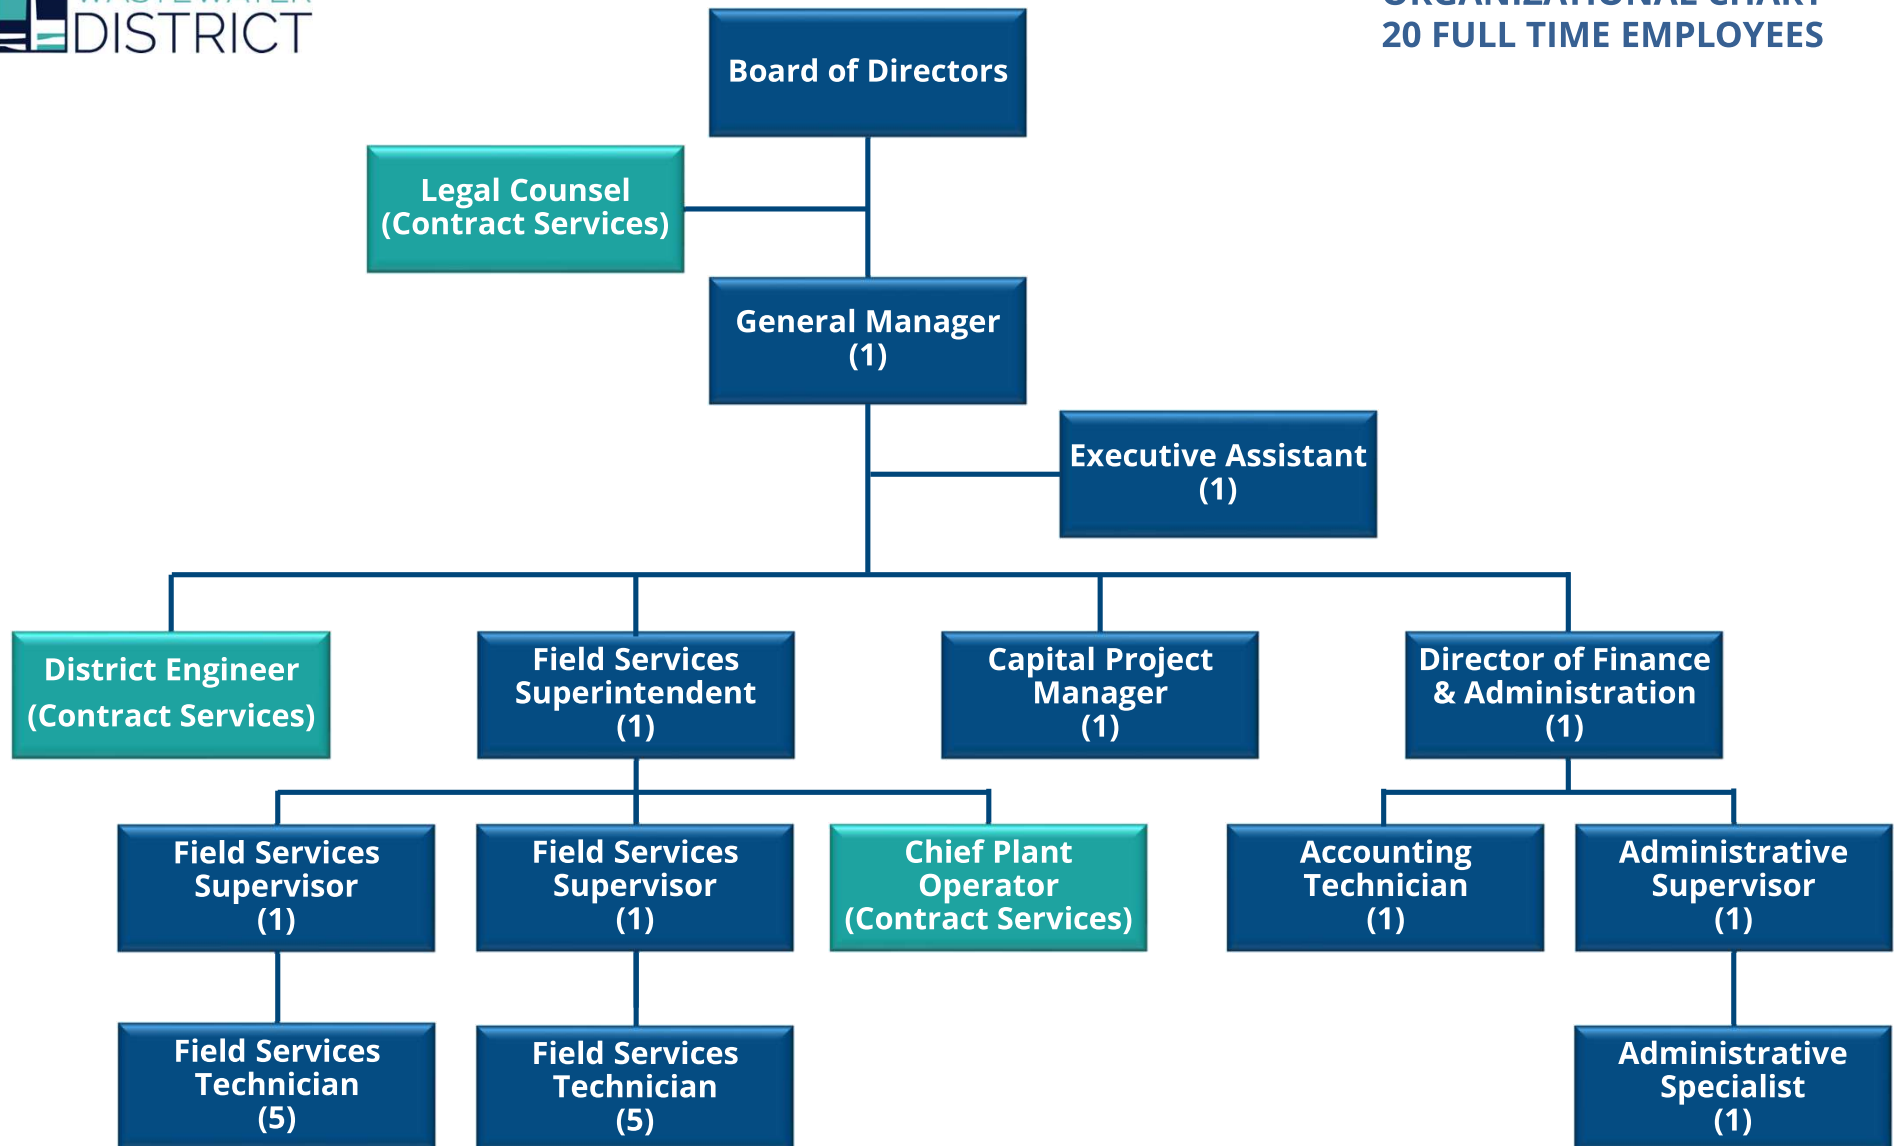 WASTEWATER
DISTRICT
ORGANIZATIONAL CHART
20 FULL TIME EMPLOYEES
Board of Directors
Legal Counsel
(Contract Services)
General Manager
(1)
Executive Assistant
(1)
District Engineer
(Contract Services)
Field Services
Superintendent
(1)
Capital Project
Manager
(1)
Director of Finance
& Administration
(1)
Field Services
Supervisor
(1)
Field Services
Supervisor
(1)
Chief Plant
Operator
(Contract Services)
Accounting
Technician
(1)
Administrative
Supervisor
(1)
Field Services
Technician
(5)
Field Services
Technician
(5)
Administrative
Specialist
(1)